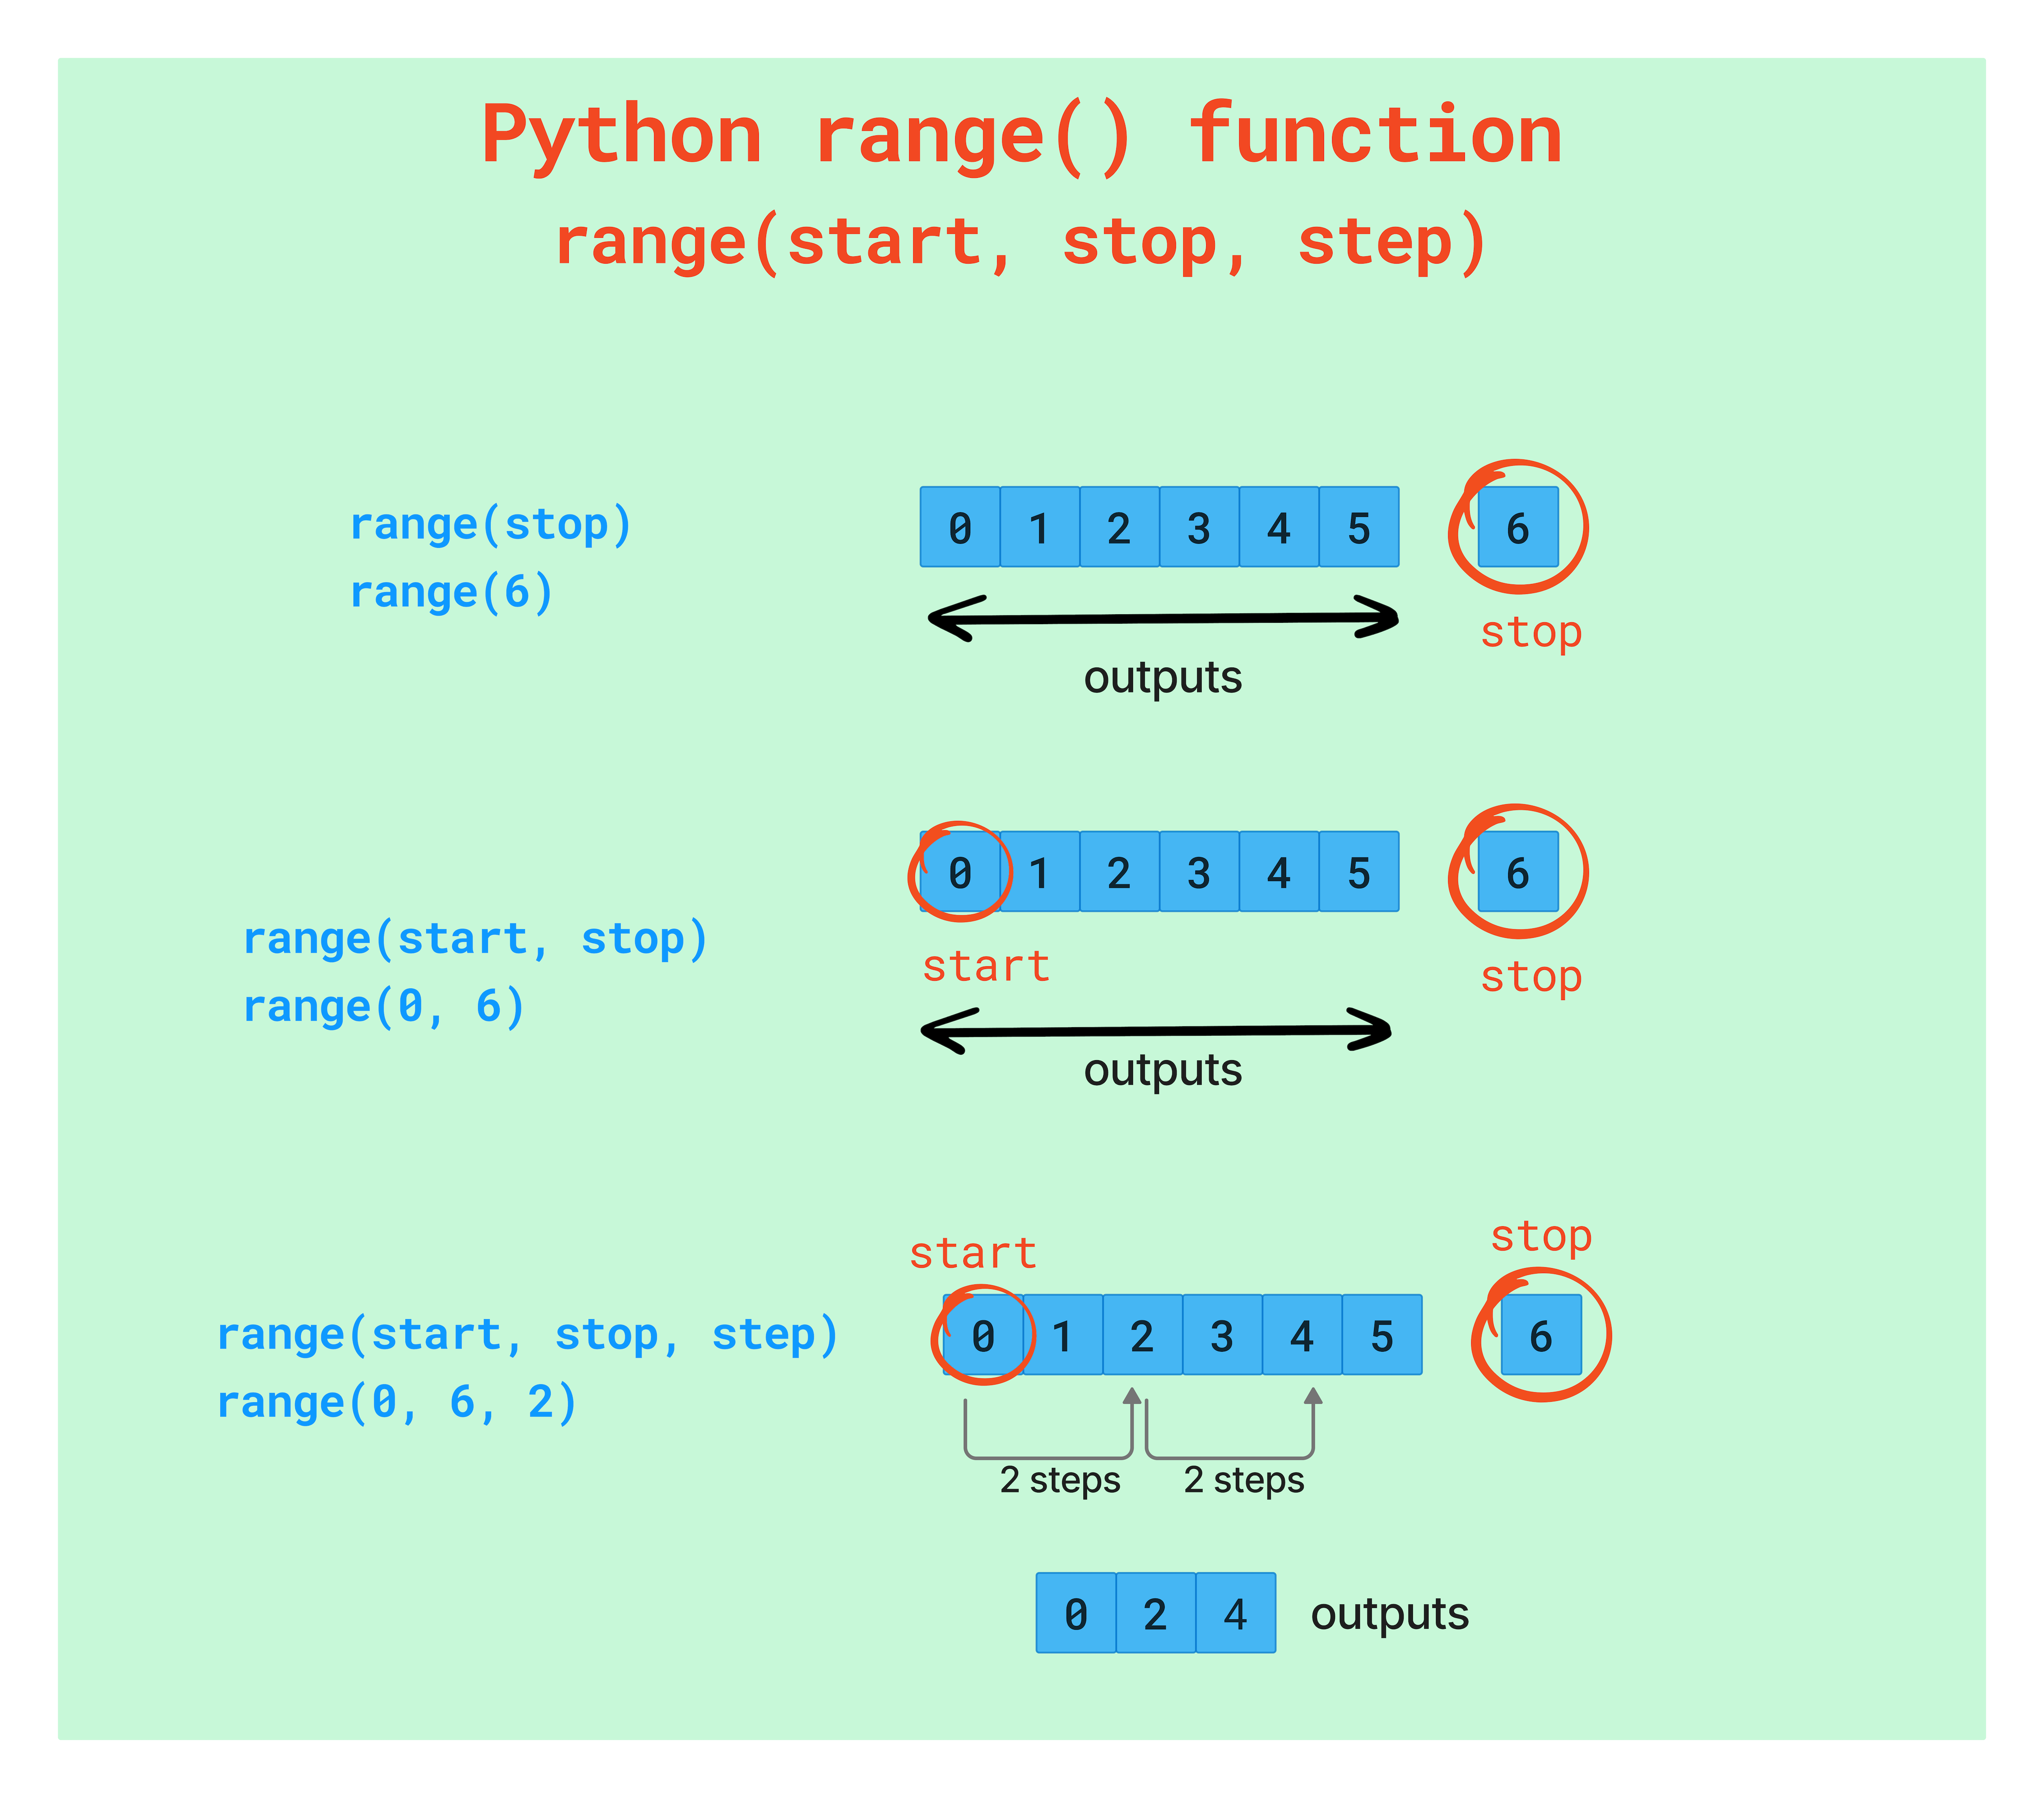 Python range() function
range(start, stop, step)
range(stop)
range(6)
0 1 2 3 4 5 6
stop
outputs
range(start, stop)
range(0, 6)
0 1 2 3 4 5 6
start
stop
outputs
start
stop
range(start, stop, step)
range(0, 6, 2)
0 1 2 3 4 5 6
2 steps
2 steps
0 2 4 outputs